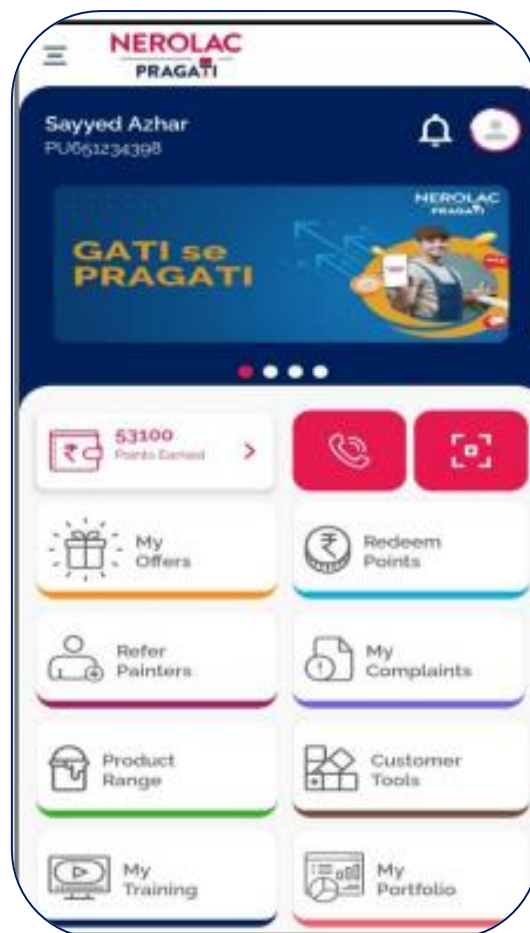 NEROLAC
PRAGATI
Sayyed Azhar
PU651234398
NEROLAC
PRAGATI
GATI se
PRAGATI
53100
Points Earned
My
Offers
Redeem
Points
Refer
Painters
My
Complaints
Product
Range
Customer
Tools
My
Training
My
Portfolio